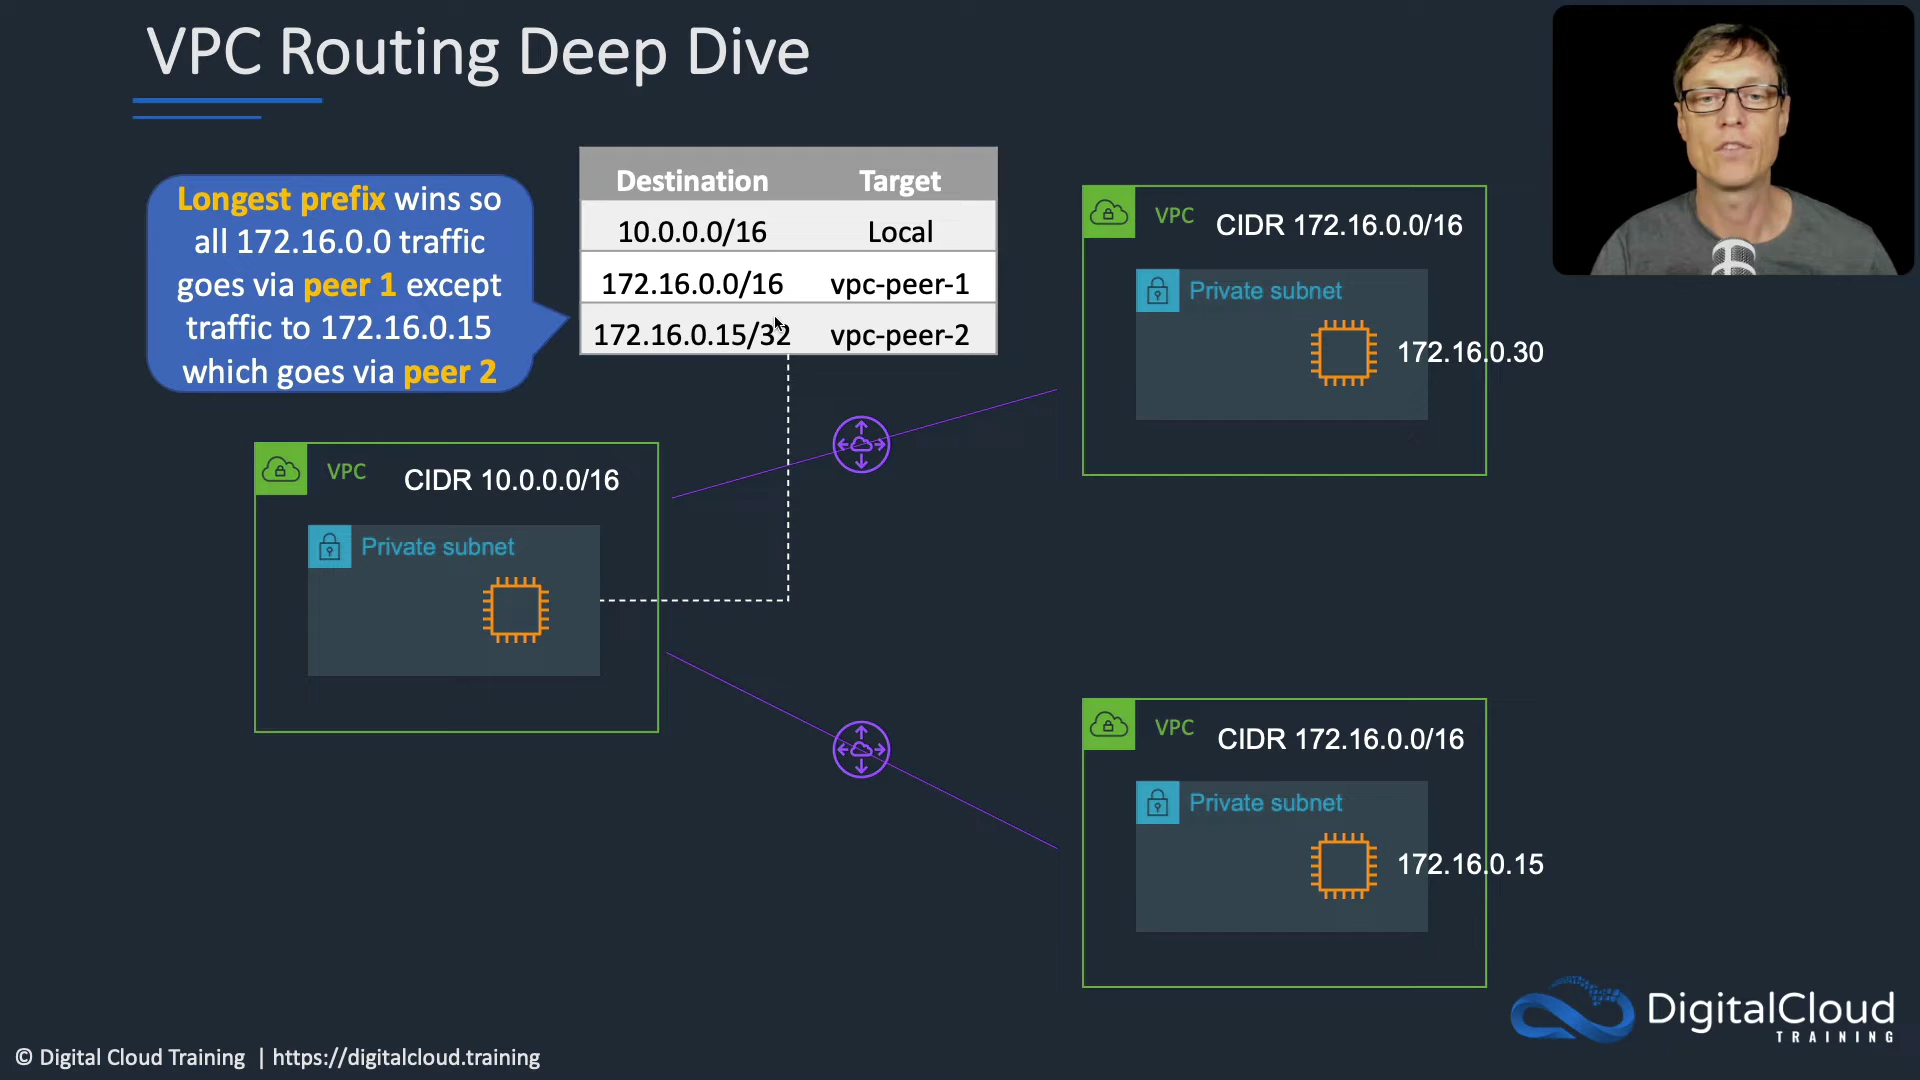 VPC Routing Deep Dive
Longest prefix wins so
all 172.16.0.0 traffic
goes via peer 1 except
traffic to 172.16.0.15
which goes via peer 2
Destination Target
10.0.0.0/16 Local
172.16.0.0/16 vpc-peer-1
172.16.0.15/32 vpc-peer-2
VPC CIDR 172.16.0.0/16
Private subnet
172.16.0.30
VPC CIDR 10.0.0.0/16
Private subnet
VPC CIDR 172.16.0.0/16
Private subnet
172.16.0.15
DigitalCloud
TRAINING
© Digital Cloud Training | https://digitalcloud.training